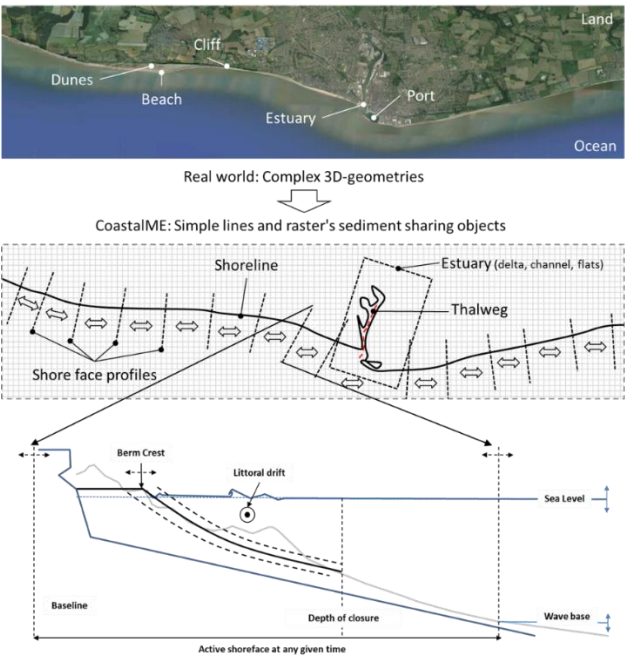 Land
Cliff
Dunes
Beach
Estuary
Port
Ocean
Real world: Complex 3D-geometries
CoastalME: Simple lines and raster's sediment sharing objects
Shoreline
Estuary (delta, channel, flats)
Thalweg
Shore face profiles
Berm Crest
Littoral drift
Sea Level
Baseline
Depth of closure
Wave base
Active shoreface at any given time